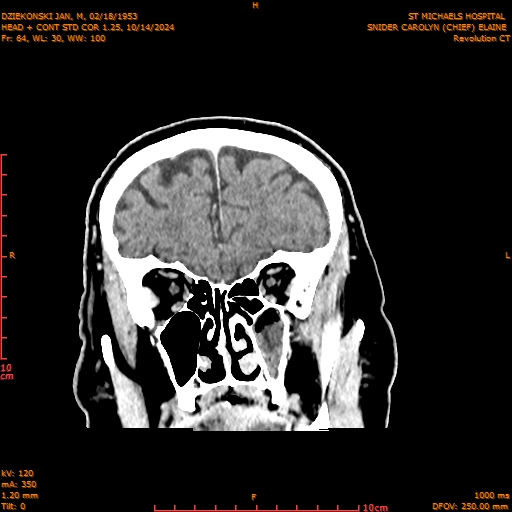 H
DZIEKONSKI JAN, M, 02/18/1953
HEAD + CONT STD COR 1.25, 10/14/2024
Fr: 64, WL: 30, WW: 100
ST MICHAELS HOSPITAL
SNIDER CAROLYN (CHIEF) ELAINE
Revolution CT
R
L
10
cm
kV: 120
mA: 350
1.20 mm
Tilt: 0
F
10cm
1000 ms
DFOV: 250.00 mm